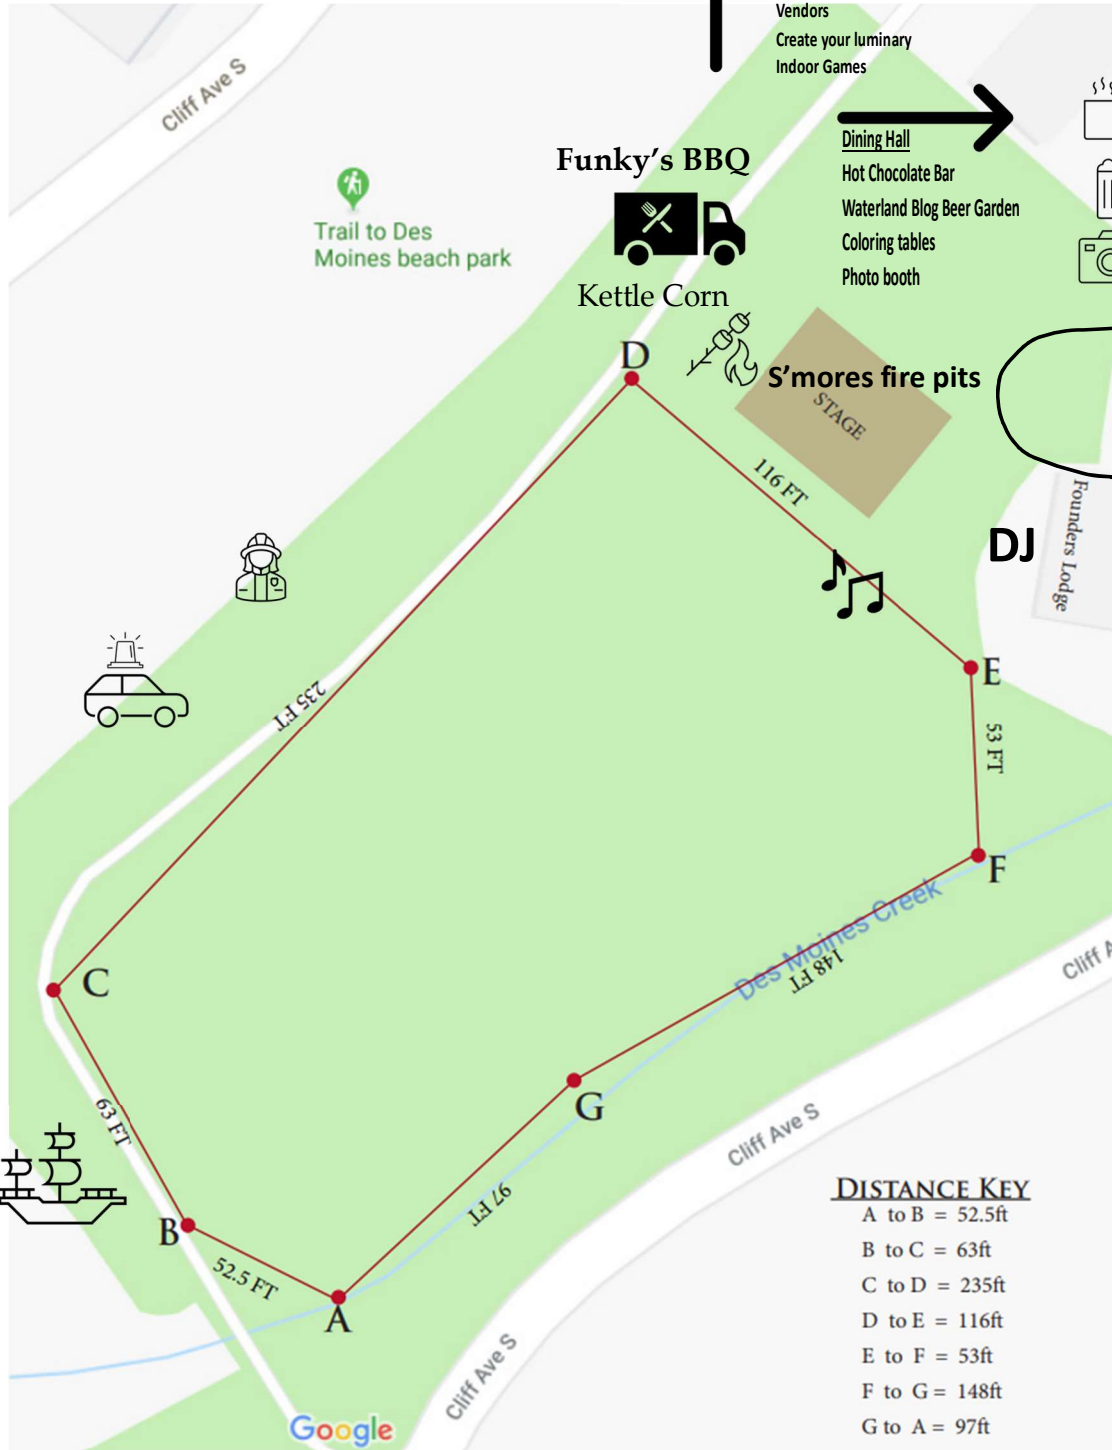 Vendors
Create your luminary
Indoor Games
Cliff Ave S
Dining Hall
Hot Chocolate Bar
Waterland Blog Beer Garden
Coloring tables
Photo booth
Funky's BBQ
Trail to Des
Moines beach park
Kettle Corn
D
S'mores fire pits
STAGE
116 FT
Founders Lodge
DJ
E
235 FT
53 FT
F
Des Moines Creek
148 FT
Cliff A
C
G
63 FT
Cliff Ave S
97 FT
B
52.5 FT
A
Cliff Ave S
Google
DISTANCE KEY
A to B = 52.5ft
B to C = 63ft
C to D = 235ft
D to E = 116ft
E to F = 53ft
F to G = 148ft
G to A = 97ft